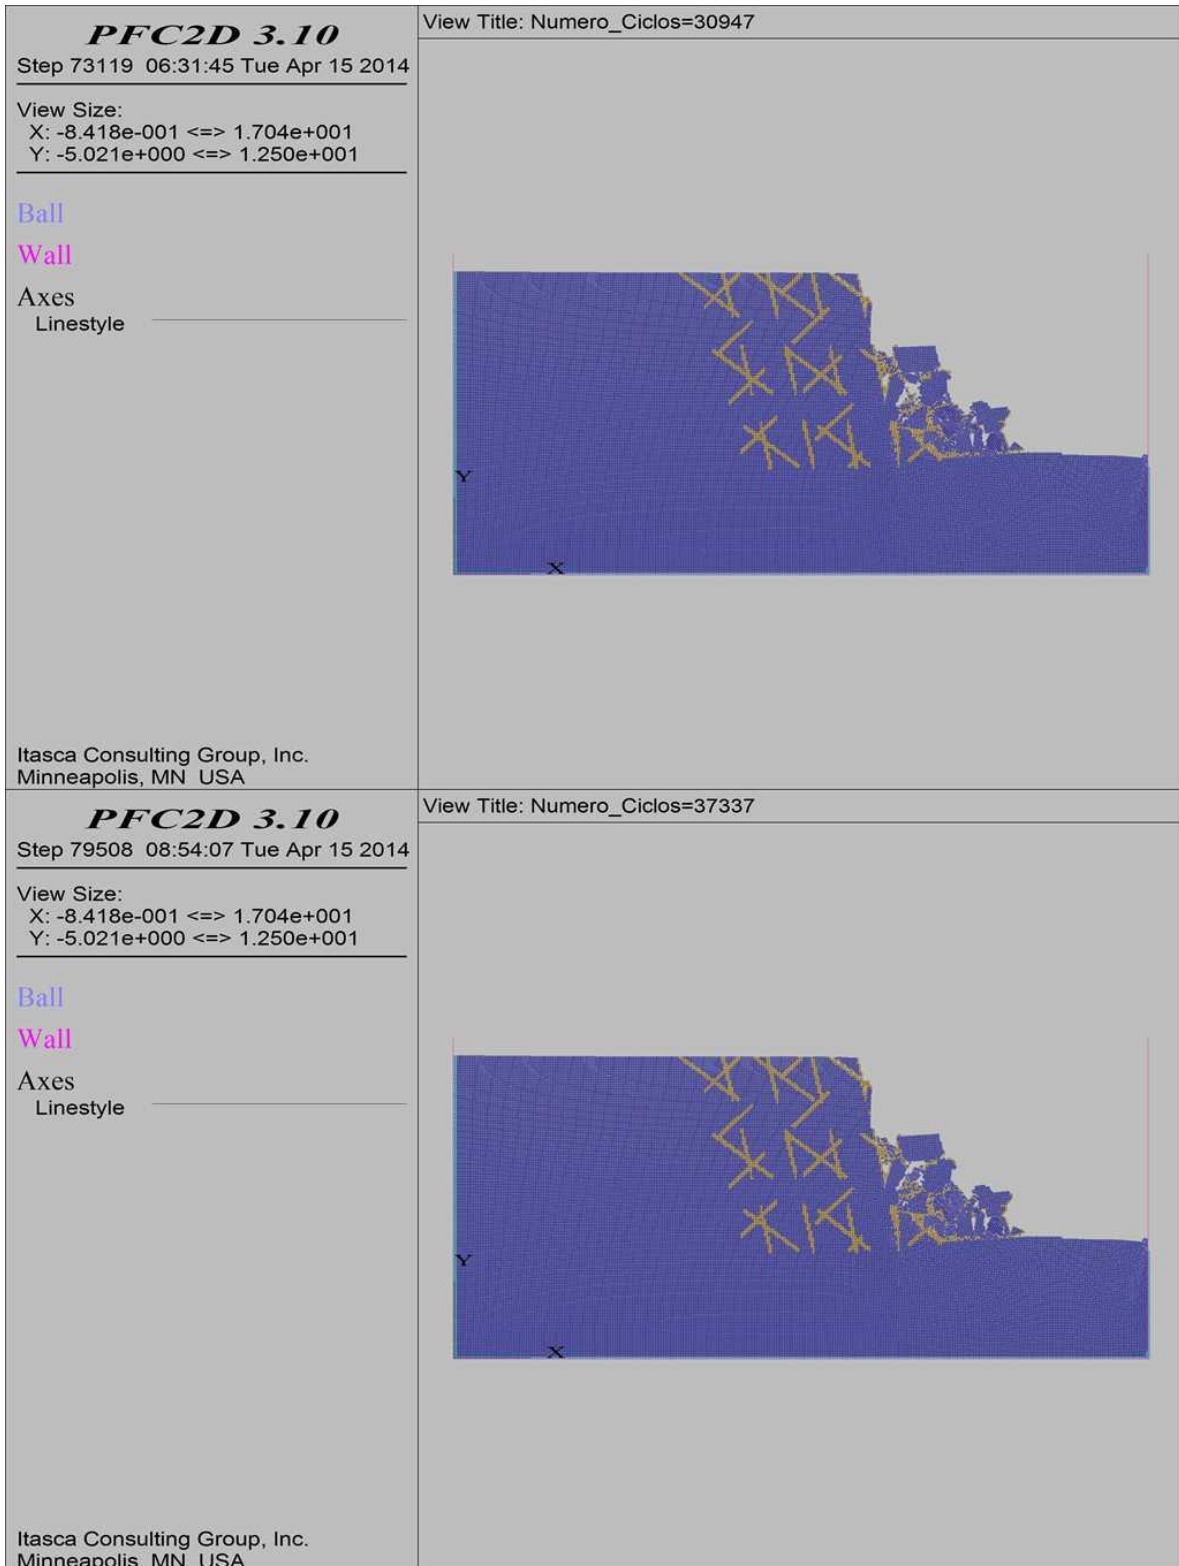 PFC2D 3.10
Step 73119 06:31:45 Tue Apr 15 2014
View Size:
X: -8.418e-001 <=> 1.704e+001
Y: -5.021e+000 <=> 1.250e+001
Ball
Wall
Axes
Linestyle
Itasca Consulting Group, Inc.
Minneapolis, MN USA
View Title: Numero_Ciclos=30947
Y
X
PFC2D 3.10
Step 79508 08:54:07 Tue Apr 15 2014
View Size:
X: -8.418e-001 <=> 1.704e+001
Y: -5.021e+000 <=> 1.250e+001
Ball
Wall
Axes
Linestyle
Itasca Consulting Group, Inc.
Minneapolis, MN USA
View Title: Numero_Ciclos=37337
Y
X